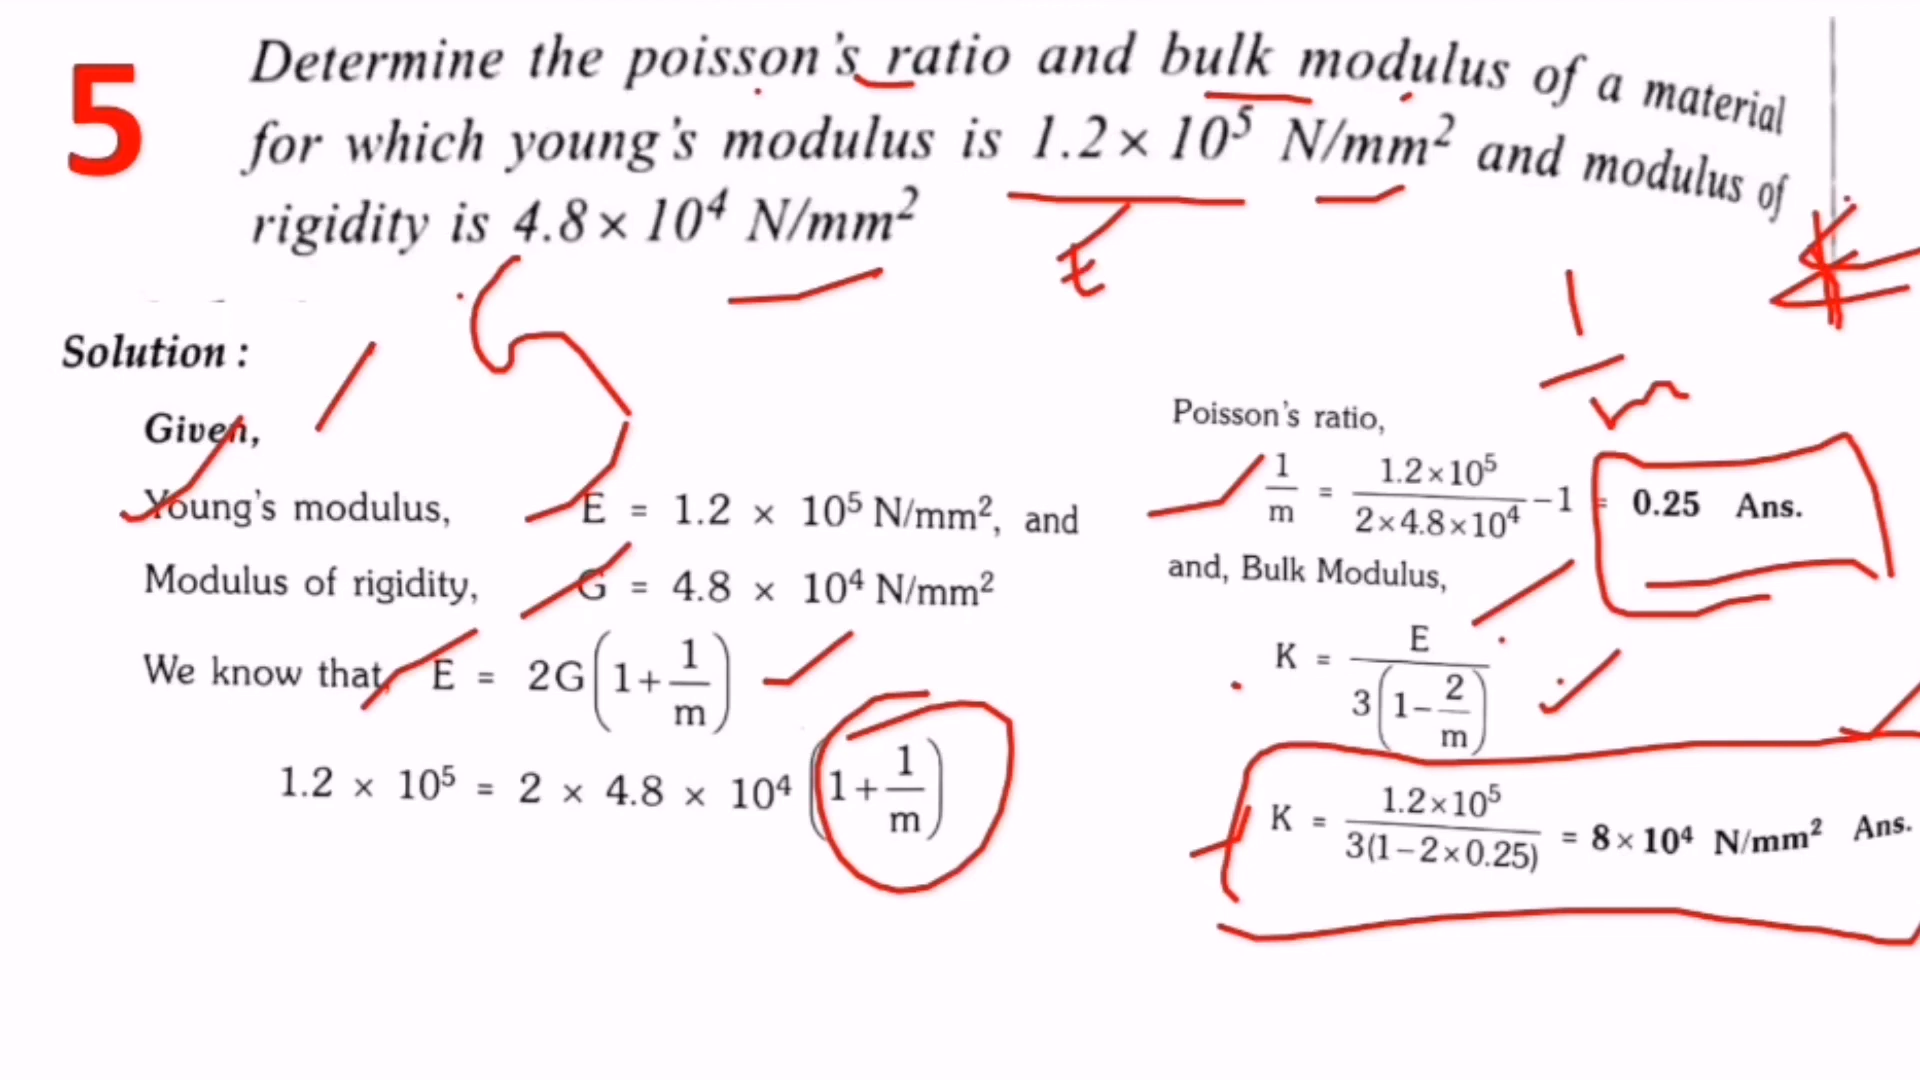 5
Determine the poisson's ratio and bulk modulus of a material
for which young's modulus is 1.2 × 10⁵ N/mm² and modulus of
rigidity is 4.8 × 10⁴ N/mm²
E
Solution :
Given,
Young's modulus, E = 1.2 × 10⁵ N/mm², and
Modulus of rigidity, G = 4.8 × 10⁴ N/mm²
We know that, E = 2G(1+1/m)
1.2 × 10⁵ = 2 × 4.8 × 10⁴ (1+1/m)
1/m
Poisson's ratio,
1/m = 1.2×10⁵/2×4.8×10⁴ −1 = 0.25 Ans.
and, Bulk Modulus,
K = E/3(1−2/m)
K = 1.2×10⁵/3(1−2×0.25) = 8×10⁴ N/mm² Ans.